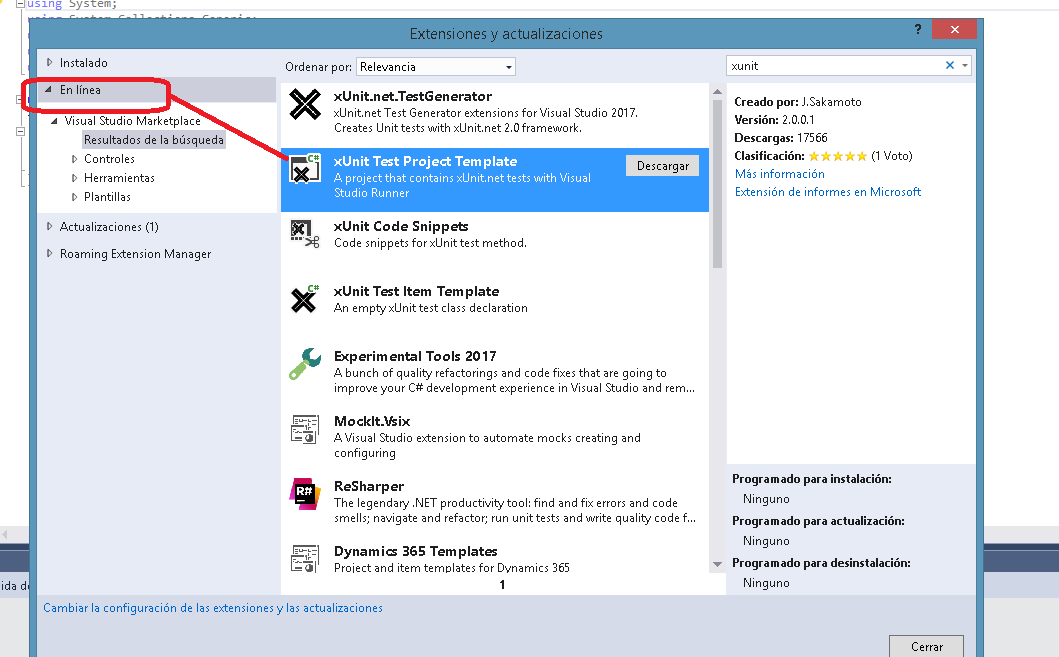 using System;
using System.Collections.Generic;
Extensiones y actualizaciones
?
Instalado
En línea
Visual Studio Marketplace
Resultados de la búsqueda
Controles
Herramientas
Plantillas
Actualizaciones (1)
Roaming Extension Manager
Ordenar por: Relevancia
xUnit.net.TestGenerator
xUnit.net Test Generator extensions for Visual Studio 2017.
Creates Unit tests with xUnit.net 2.0 framework.
xUnit Test Project Template
Descargar
A project that contains xUnit.net tests with Visual
Studio Runner
xUnit Code Snippets
Code snippets for xUnit test method.
xUnit Test Item Template
An empty xUnit test class declaration
Experimental Tools 2017
A bunch of quality refactorings and code fixes that are going to
improve your C# development experience in Visual Studio and rem...
MockIt.Vsix
A Visual Studio extension to automate mocks creating and
configuring
ReSharper
The legendary .NET productivity tool: find and fix errors and code
smells; navigate and refactor; run unit tests and write quality code f...
Dynamics 365 Templates
Project and item templates for Dynamics 365
1
xunit
Creado por: J.Sakamoto
Versión: 2.0.0.1
Descargas: 17566
Clasificación: (1 Voto)
Más información
Extensión de informes en Microsoft
Programado para instalación:
Ninguno
Programado para actualización:
Ninguno
Programado para desinstalación:
Ninguno
Cambiar la configuración de las extensiones y las actualizaciones
Cerrar
C#
C#
R#
ida de